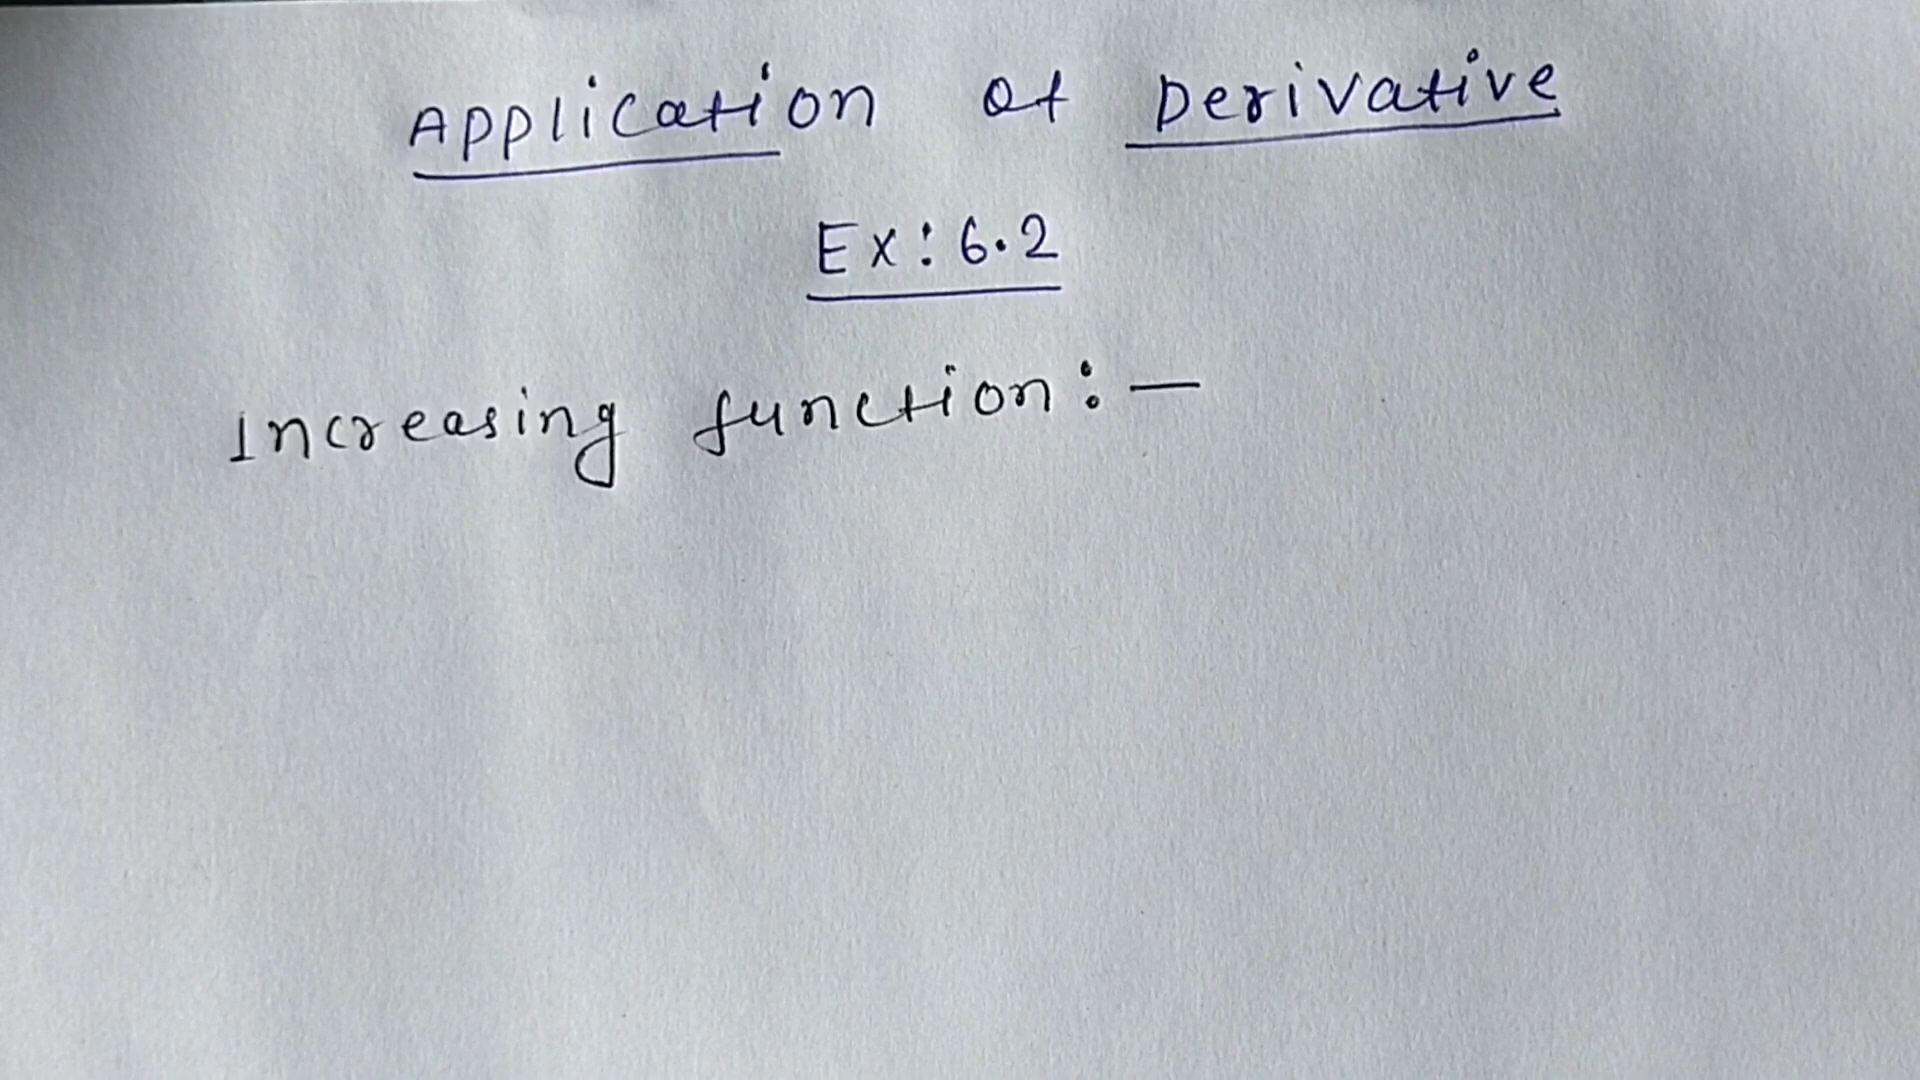 Application of Derivative
Ex: 6.2
Increasing function: —